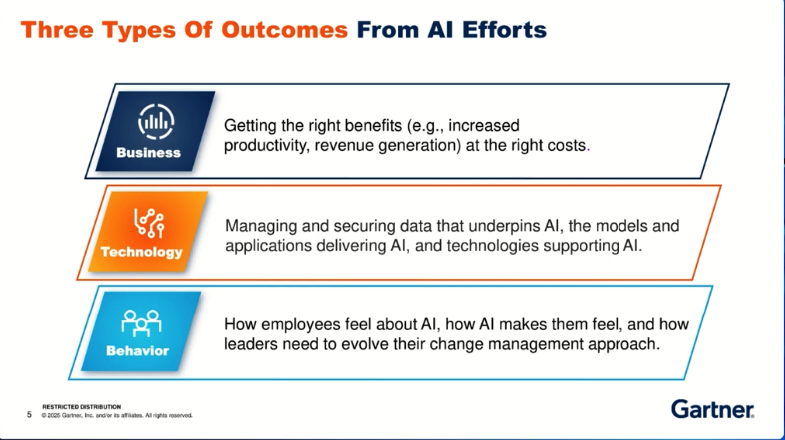 Three Types Of Outcomes From AI Efforts
Business
Getting the right benefits (e.g., increased
productivity, revenue generation) at the right costs.
Technology
Managing and securing data that underpins AI, the models and
applications delivering AI, and technologies supporting AI.
Behavior
How employees feel about AI, how AI makes them feel, and how
leaders need to evolve their change management approach.
RESTRICTED DISTRIBUTION
5 © 2025 Gartner, Inc. and/or its affiliates. All rights reserved.
Gartner